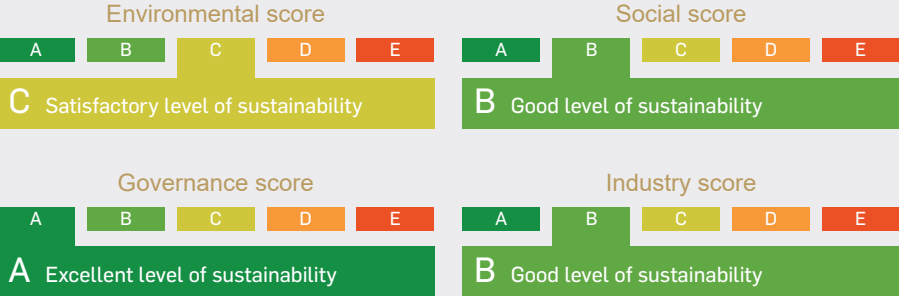 Environmental score
A B C D E
C Satisfactory level of sustainability
Social score
A B C D E
B Good level of sustainability
Governance score
A B C D E
A Excellent level of sustainability
Industry score
A B C D E
B Good level of sustainability